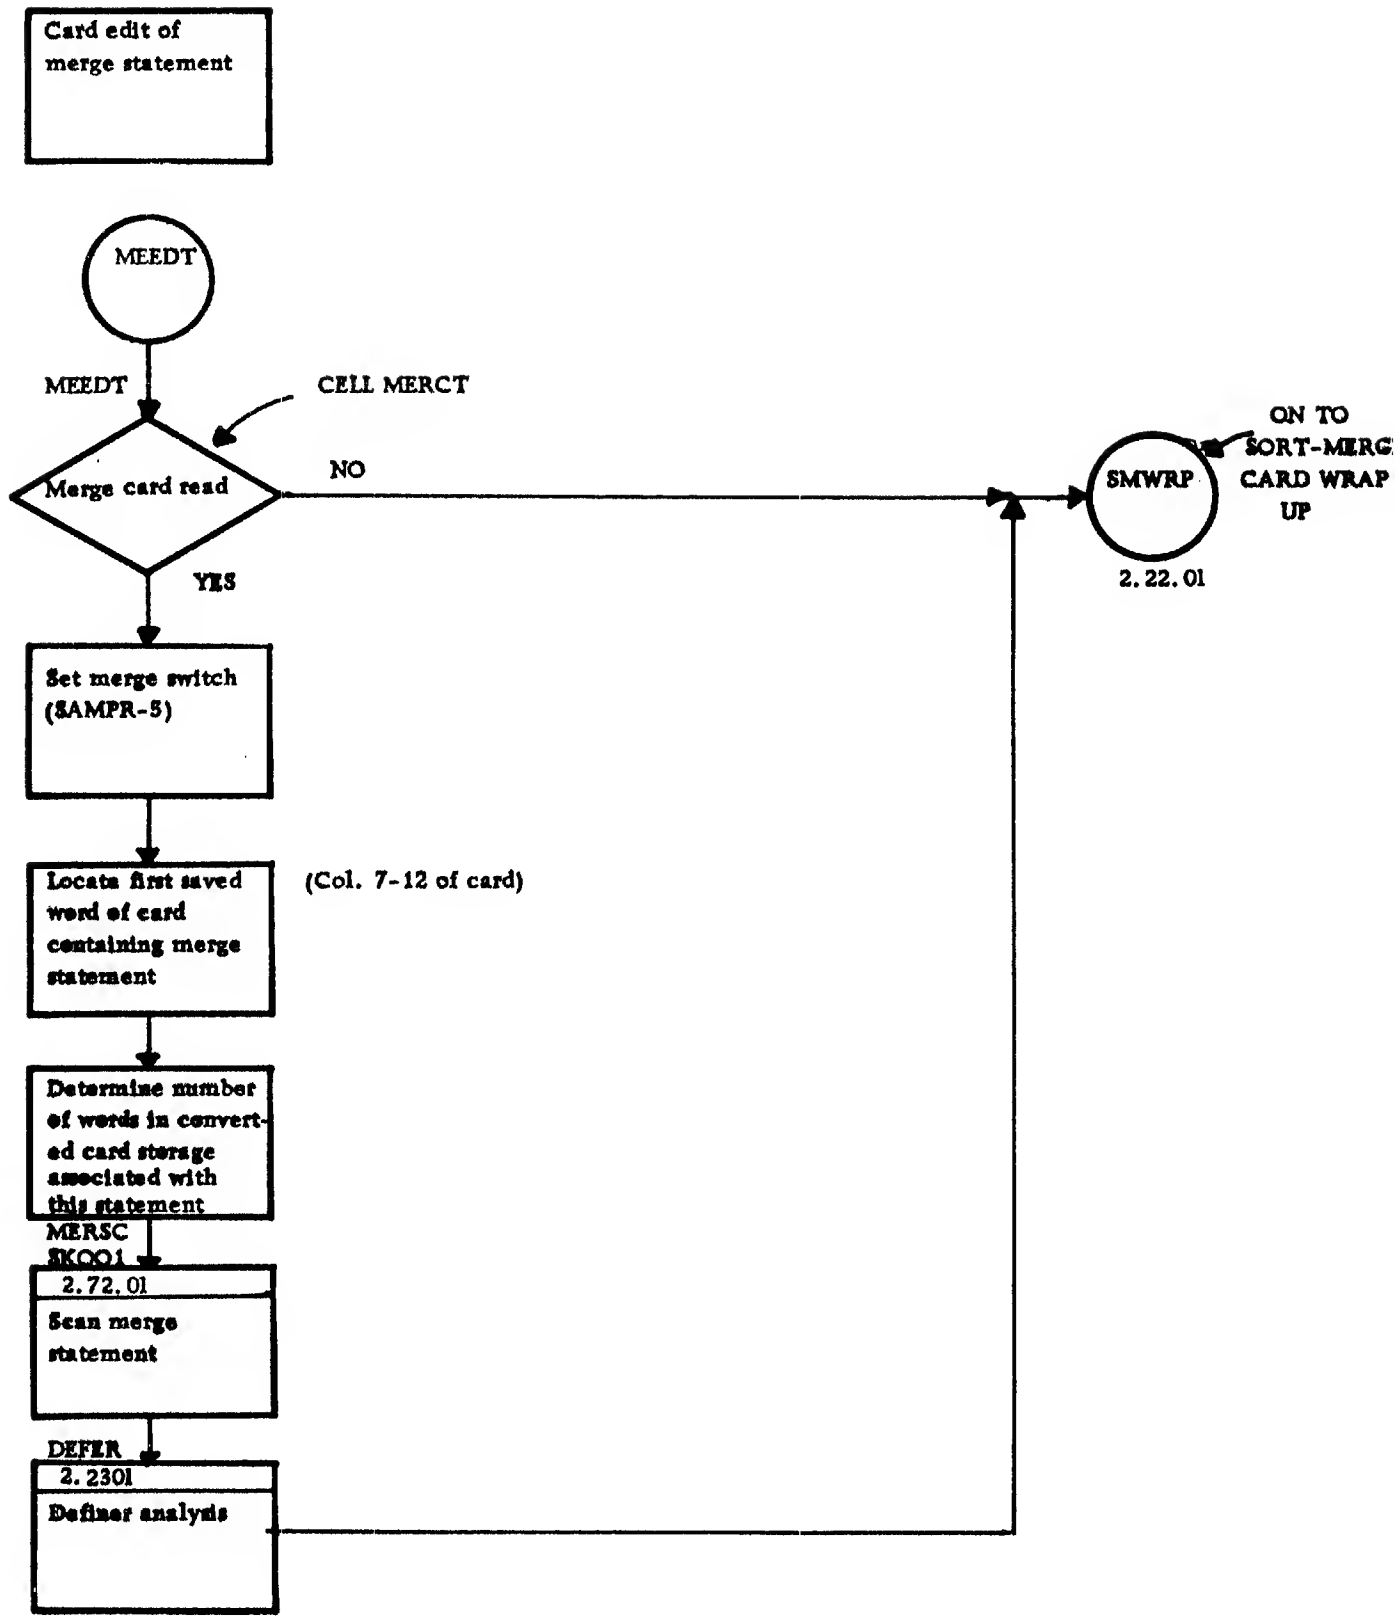 Card edit of
merge statement
MEEDT
MEEDT
CELL MERCT
Merge card read
NO
YES
ON TO
SORT-MERG
CARD WRAP
UP
SMWRP
2.22.01
Set merge switch
(SAMPR-5)
Locate first saved
word of card
containing merge
statement
(Col. 7-12 of card)
Determine number
of words in convert-
ed card storage
associated with
this statement
MERSC
SK001
2.72.01
Scan merge
statement
DEFER
2.2301
Definer analysis